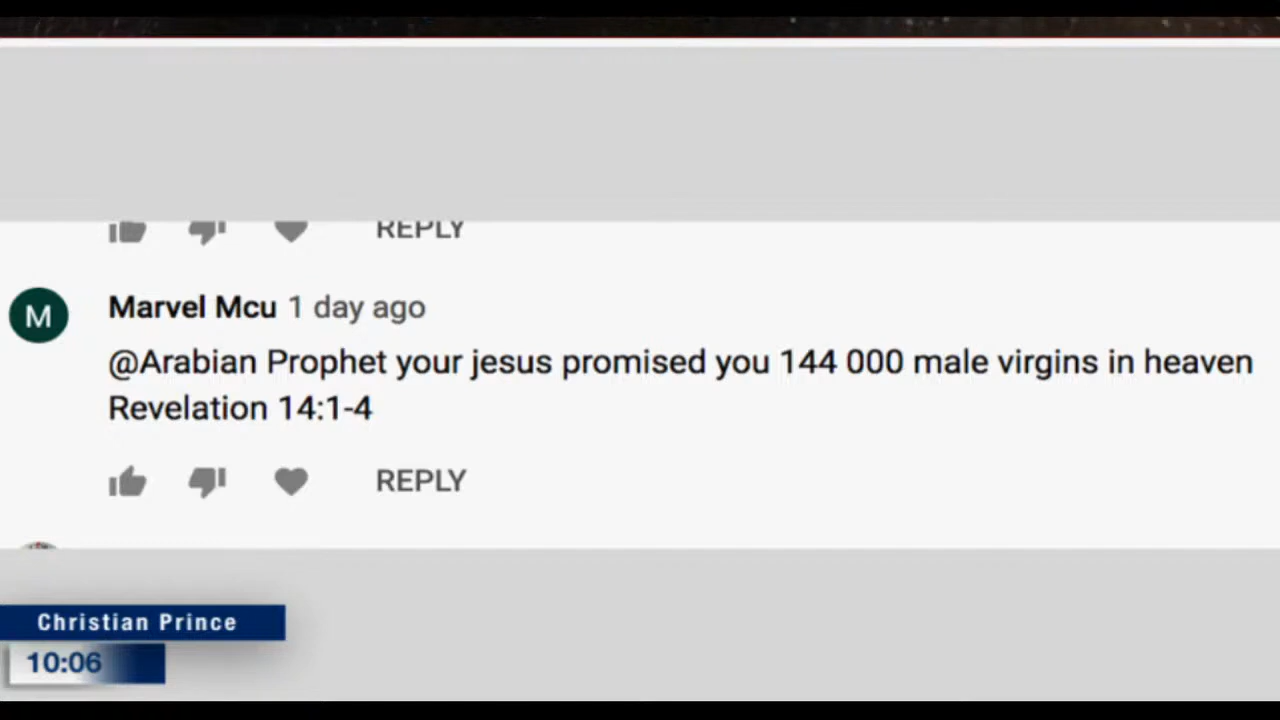 REPLY
M
Marvel Mcu 1 day ago
@Arabian Prophet your jesus promised you 144 000 male virgins in heaven
Revelation 14:1-4
REPLY
Christian Prince
10:06